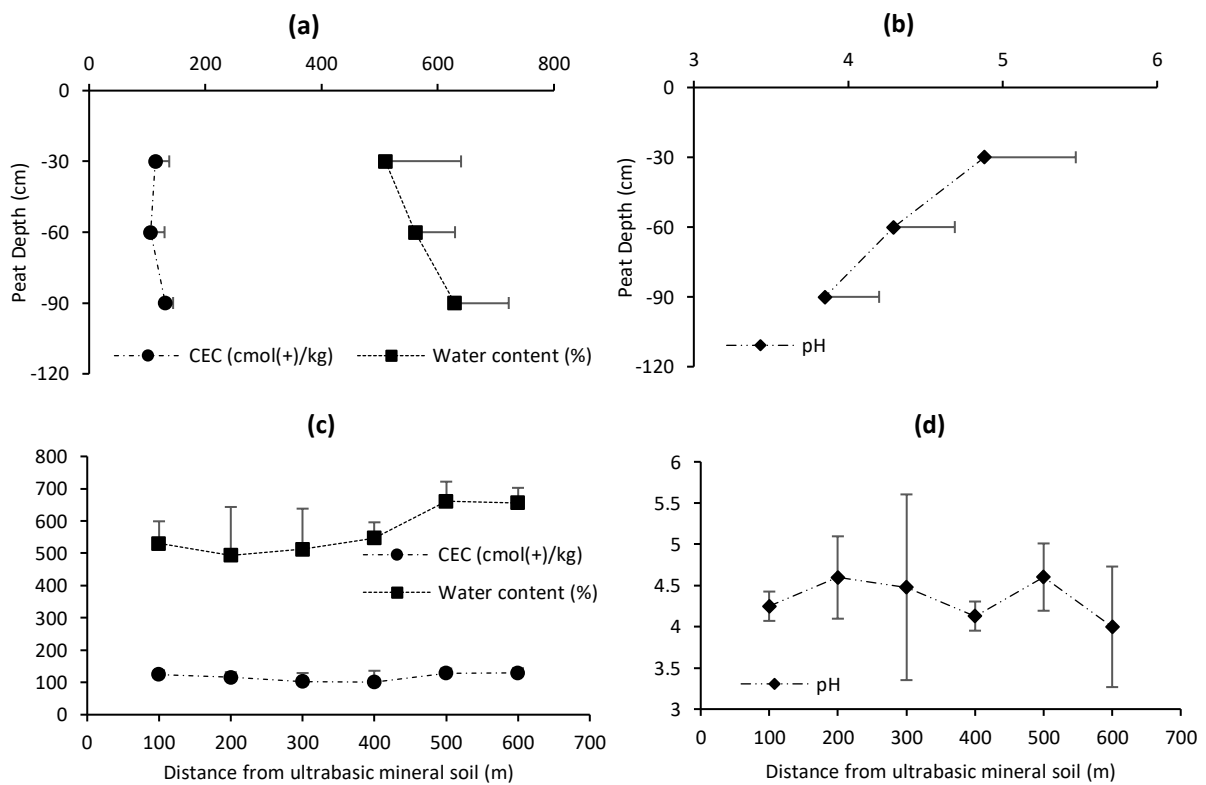 (a)
0 200 400 600 800
0
-30
-60
-90
-120
Peat Depth (cm)
CEC (cmol(+)/kg) Water content (%)
(b)
3 4 5 6
0
-30
-60
-90
-120
Peat Depth (cm)
pH
(c)
800
700
600
500
400
300
200
100
0
CEC (cmol(+)/kg)
Water content (%)
0 100 200 300 400 500 600 700
Distance from ultrabasic mineral soil (m)
(d)
6
5.5
5
4.5
4
3.5
3
pH
0 100 200 300 400 500 600 700
Distance from ultrabasic mineral soil (m)